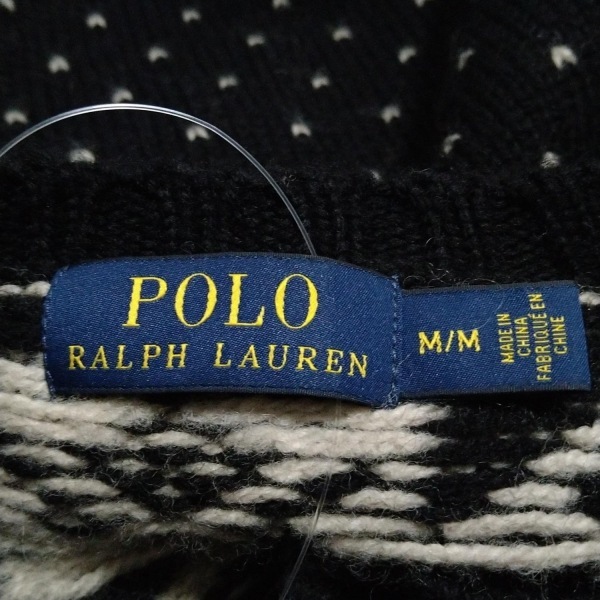 POLO
RALPH LAUREN
M/M
MADE IN
CHINA
FABRIQUÉ EN
CHINE